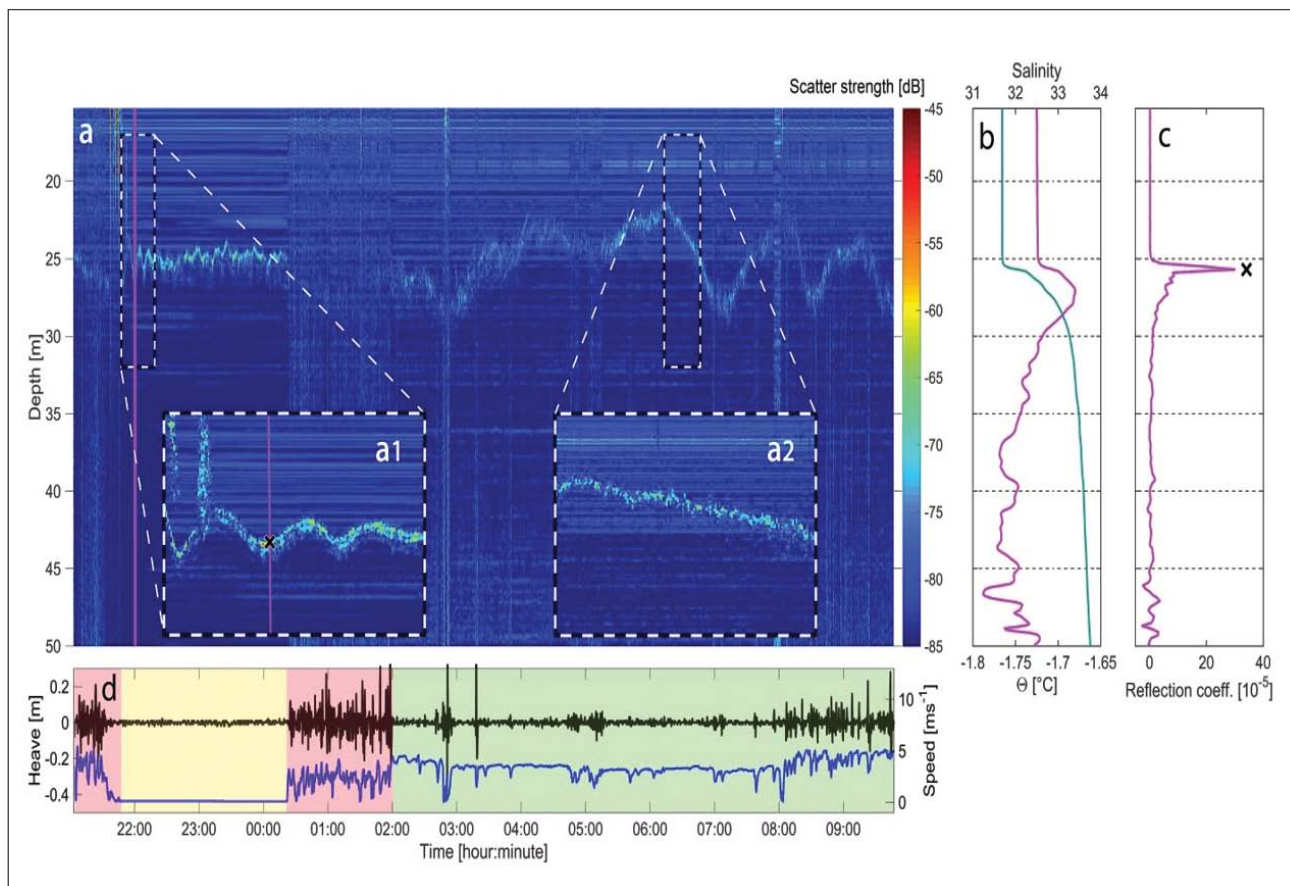 Scatter strength [dB]
a
20
25
30
35
40
45
50
Depth [m]
a1
a2
-45
-50
-55
-60
-65
-70
-75
-80
-85
Salinity
31 32 33 34
b
-1.8 -1.75 -1.7 -1.65
Θ [°C]
c
x
0 20 40
Reflection coeff. [10-5]
d
0.2
0
-0.2
-0.4
Heave [m]
10
5
0
Speed [ms-1]
22:00 23:00 00:00 01:00 02:00 03:00 04:00 05:00 06:00 07:00 08:00 09:00
Time [hour:minute]